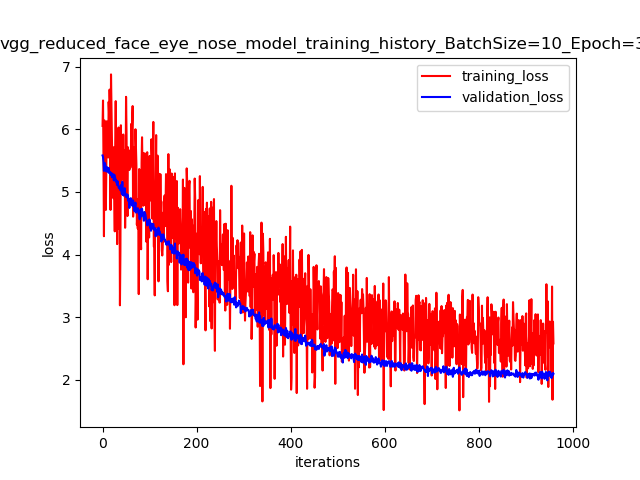 vgg_reduced_face_eye_nose_model_training_history_BatchSize=10_Epoch=3
training_loss
validation_loss
7
6
5
4
3
2
loss
0 200 400 600 800 1000
iterations